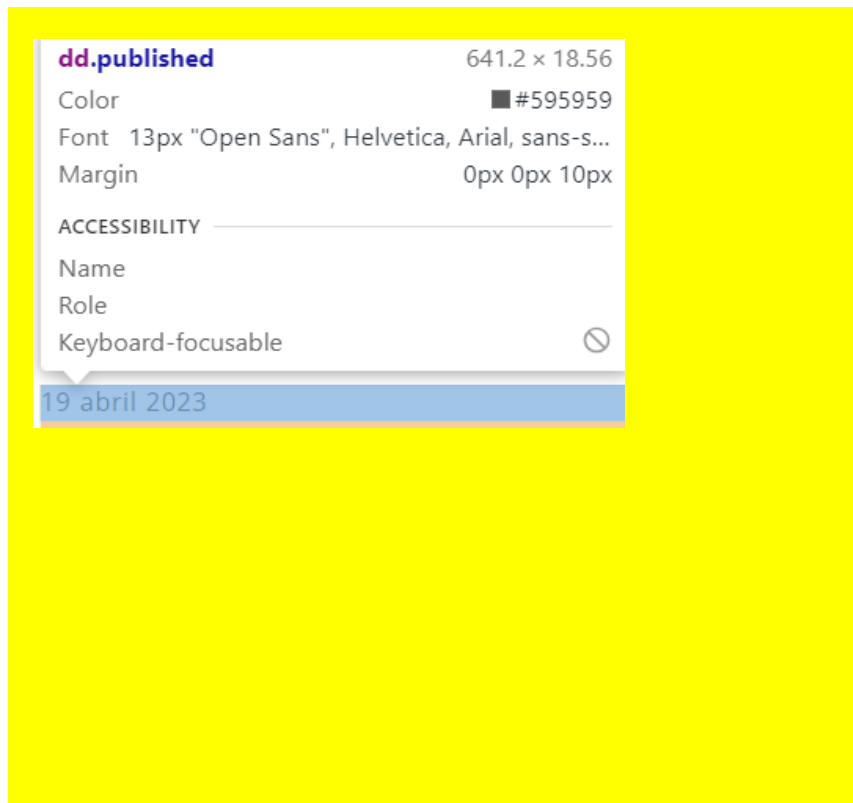 dd.published 641.2 × 18.56
Color #595959
Font 13px "Open Sans", Helvetica, Arial, sans-s...
Margin 0px 0px 10px
ACCESSIBILITY
Name
Role
Keyboard-focusable
19 abril 2023